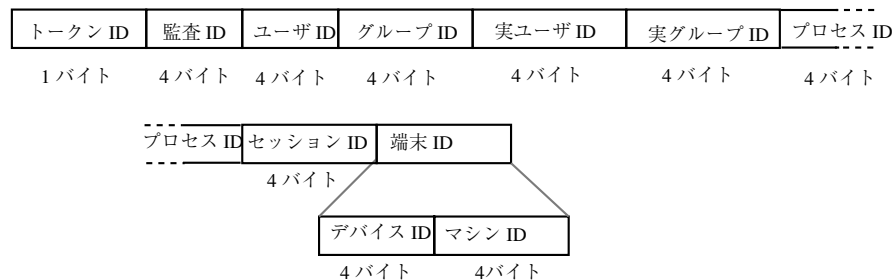 トークン ID 監査 ID ユーザ ID グループ ID 実ユーザ ID 実グループ ID プロセス ID
1 バイト 4 バイト 4 バイト 4 バイト 4 バイト 4 バイト 4 バイト
プロセス ID セッション ID 端末 ID
4 バイト
デバイス ID マシン ID
4 バイト 4バイト